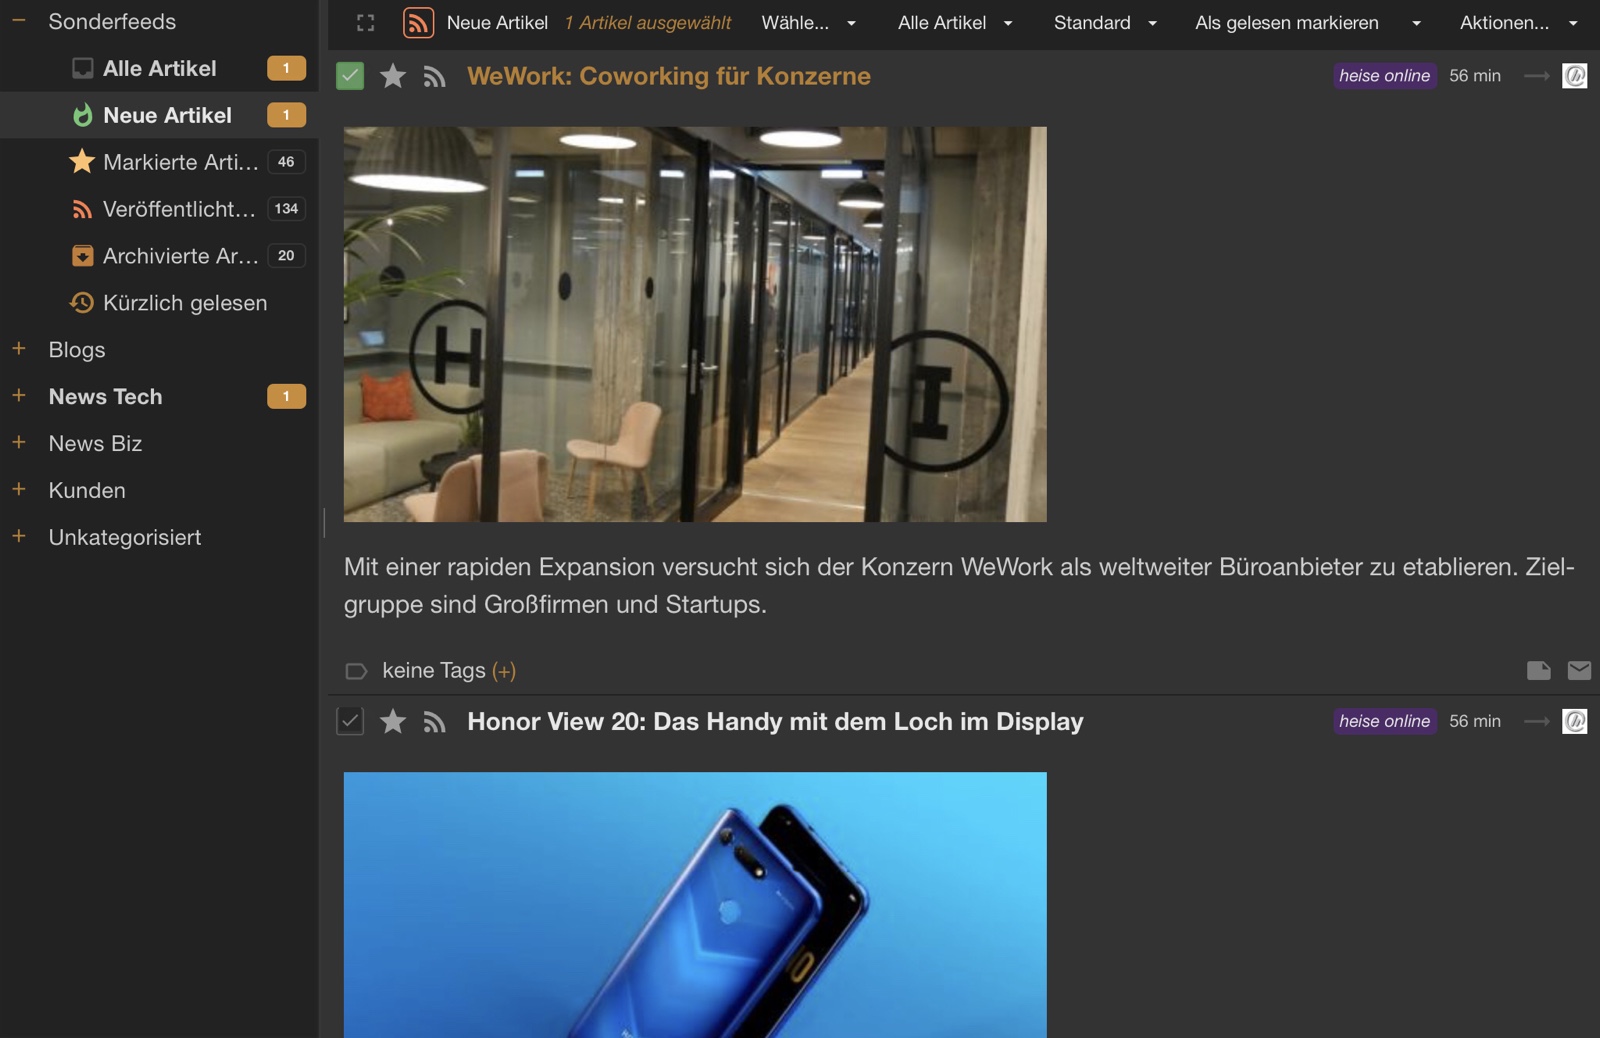 Sonderfeeds
Alle Artikel 1
Neue Artikel 1
Markierte Arti... 46
Veröffentlicht... 134
Archivierte Ar... 20
Kürzlich gelesen
Blogs
News Tech 1
News Biz
Kunden
Unkategorisiert
Neue Artikel 1 Artikel ausgewählt Wähle... Alle Artikel Standard Als gelesen markieren Aktionen...
WeWork: Coworking für Konzerne heise online 56 min
H
I
Mit einer rapiden Expansion versucht sich der Konzern WeWork als weltweiter Büroanbieter zu etablieren. Ziel-
gruppe sind Großfirmen und Startups.
keine Tags (+)
Honor View 20: Das Handy mit dem Loch im Display heise online 56 min